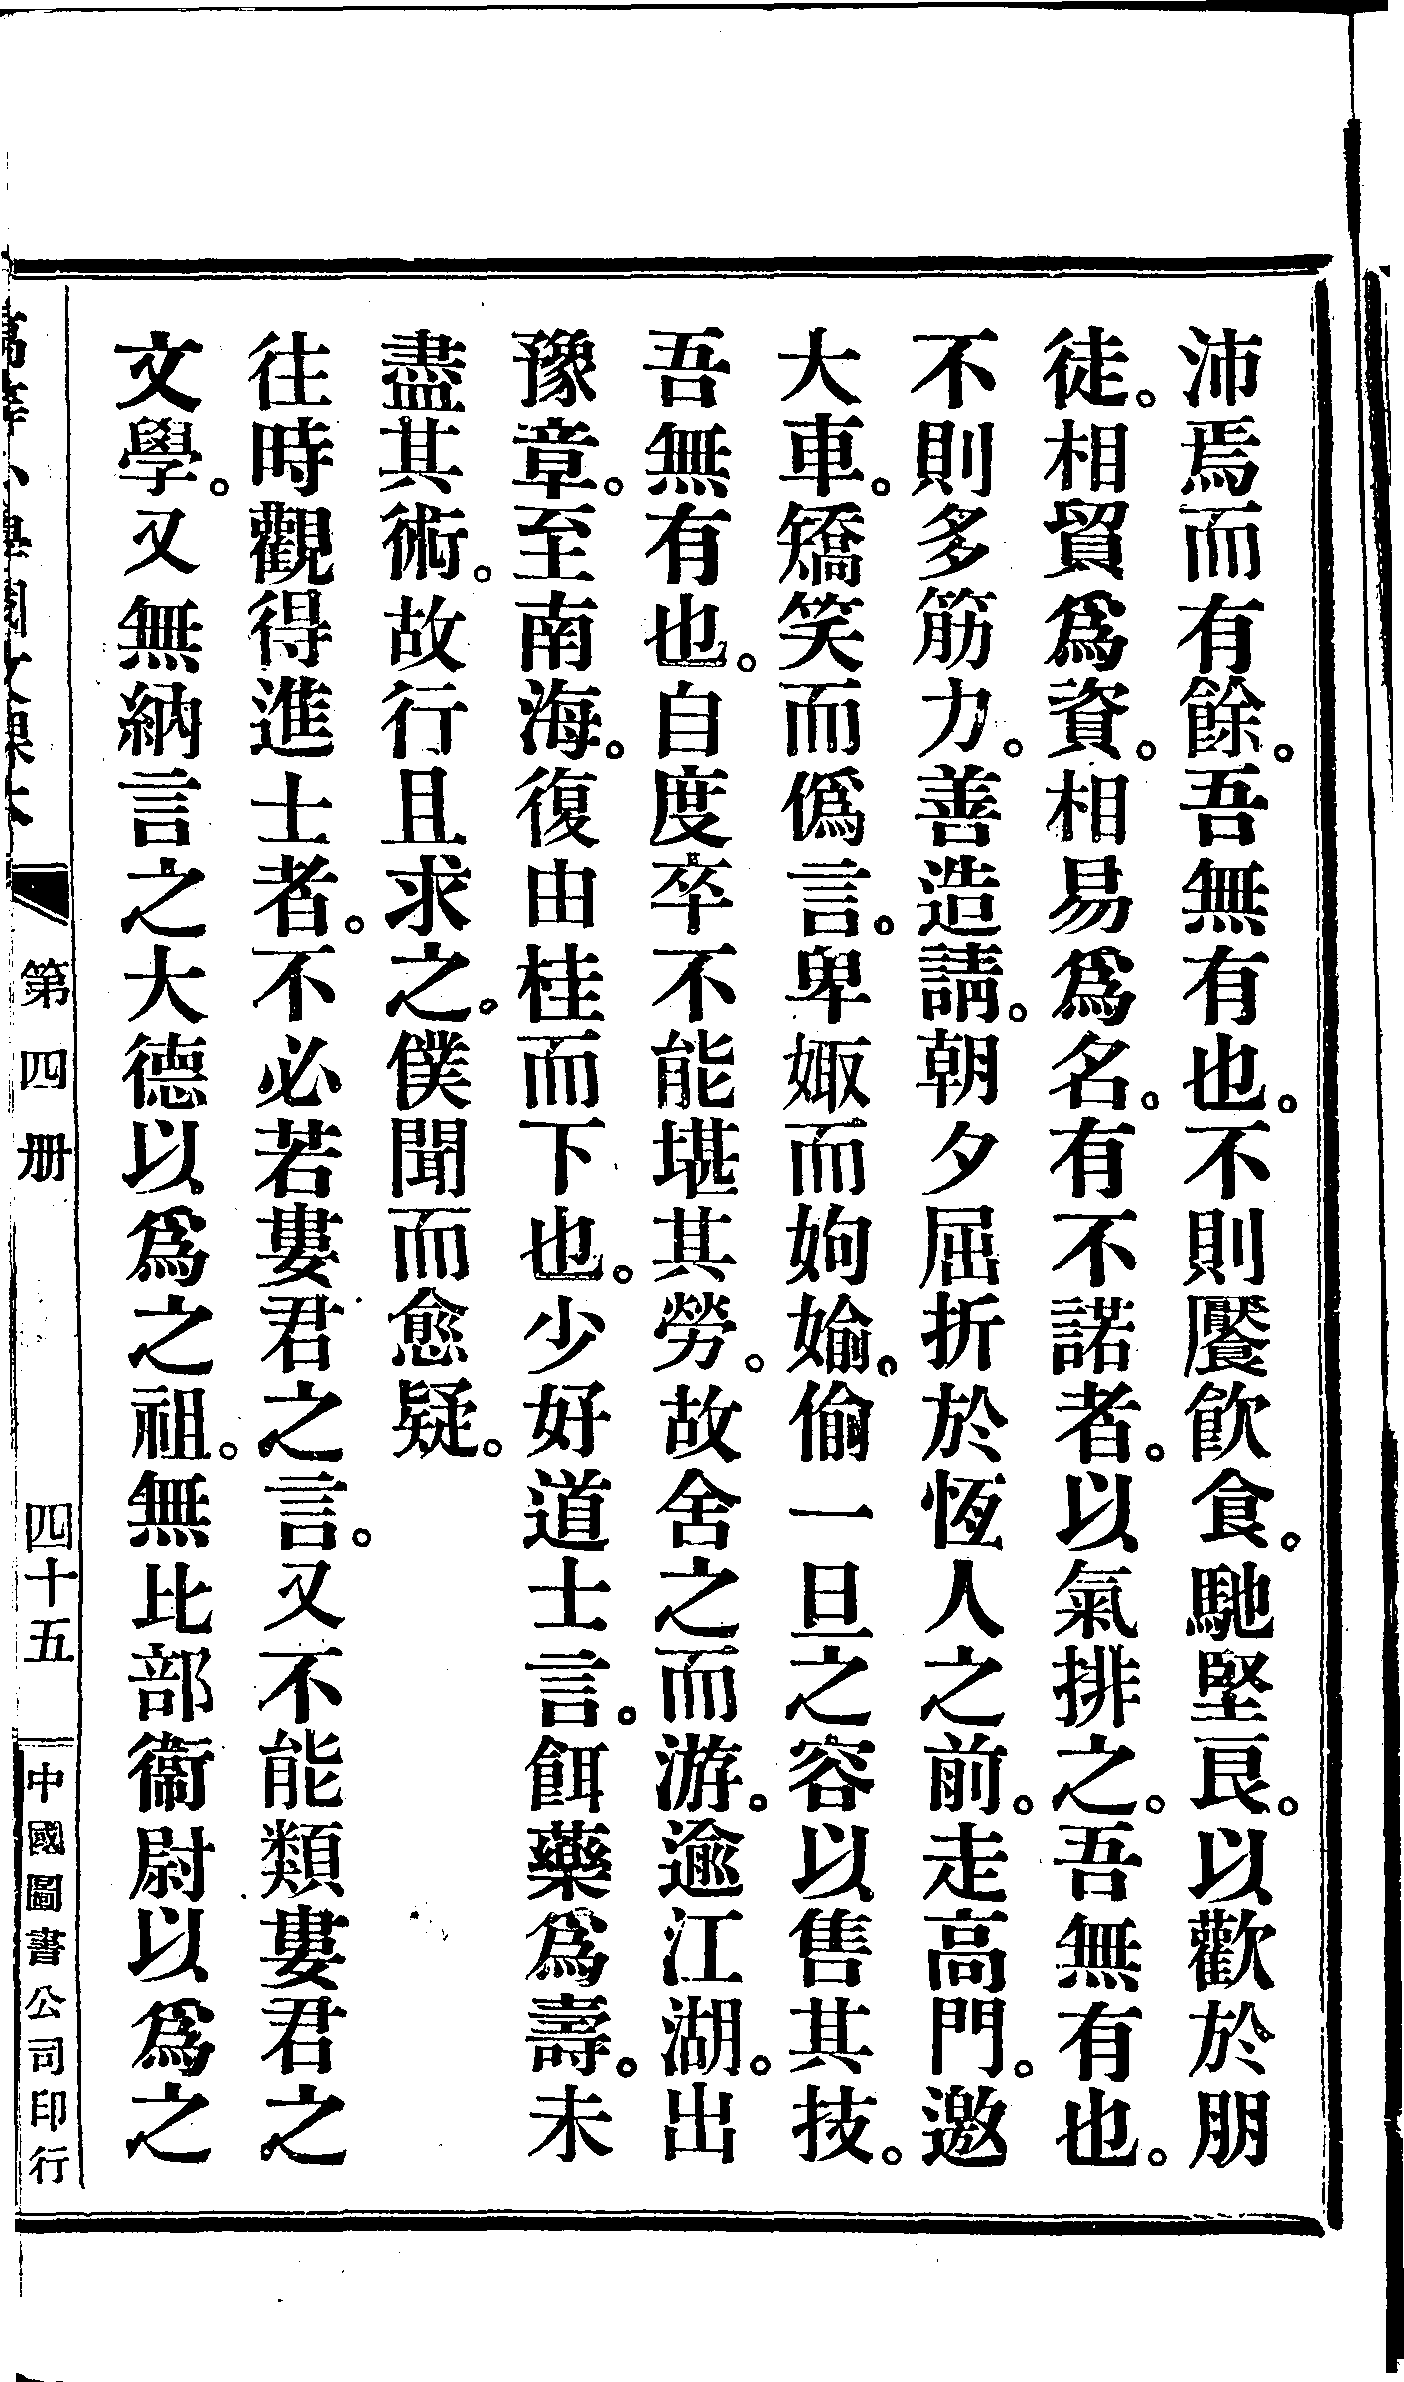 沛焉而有餘。吾無有也。不則饜飲食。馳堅良。以歡於朋
徒。相貿爲資。相易爲名。有不諾者。以氣排之。吾無有也。
不則多筋力。善造請。朝夕屈折於恆人之前。走高門。邀
大車。矯笑而僞言。卑娵而姁媮。偷一旦之容以售其技。
吾無有也。自度卒不能堪其勞。故舍之而游。逾江湖。出
豫章。至南海。復由桂而下也。少好道士言。餌藥爲壽。未
盡其術。故行且求之。僕聞而愈疑。
往時觀得進士者。不必若婁君之言。又不能類婁君之
文學。又無納言之大德以爲之祖。無比部衞尉以爲之
高等小學國文課本
第四册
四十五
中國圖書公司印行